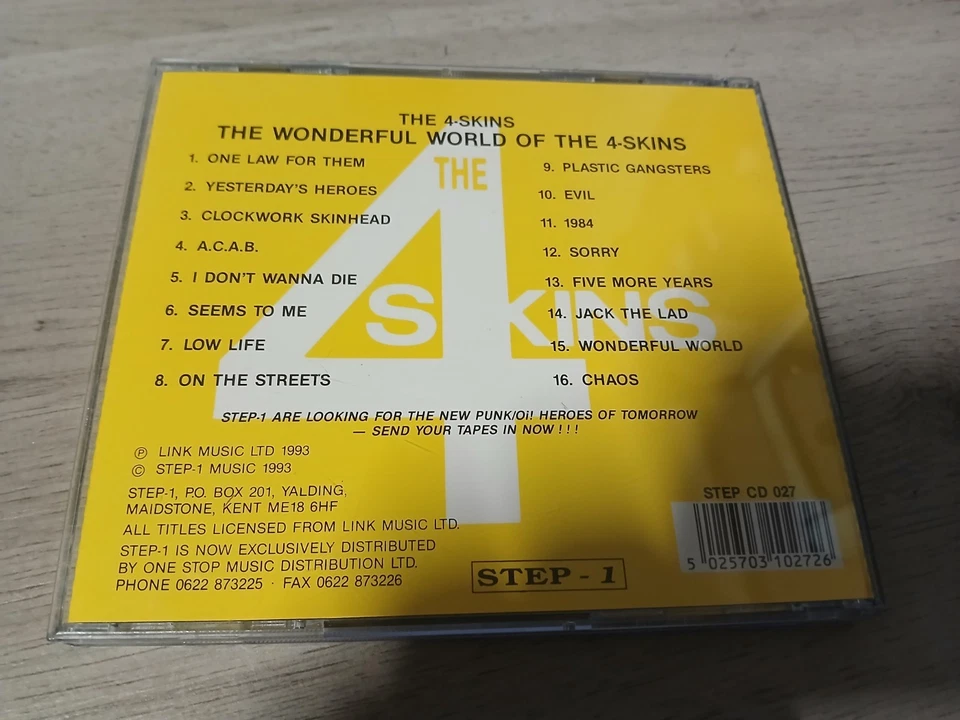 THE 4-SKINS
THE WONDERFUL WORLD OF THE 4-SKINS
THE
4
SKINS
1. ONE LAW FOR THEM
2. YESTERDAY'S HEROES
3. CLOCKWORK SKINHEAD
4. A.C.A.B.
5. I DON'T WANNA DIE
6. SEEMS TO ME
7. LOW LIFE
8. ON THE STREETS
9. PLASTIC GANGSTERS
10. EVIL
11. 1984
12. SORRY
13. FIVE MORE YEARS
14. JACK THE LAD
15. WONDERFUL WORLD
16. CHAOS
STEP-1 ARE LOOKING FOR THE NEW PUNK/Oi! HEROES OF TOMORROW
— SEND YOUR TAPES IN NOW ! ! !
℗ LINK MUSIC LTD 1993
© STEP-1 MUSIC 1993
STEP-1, P.O. BOX 201, YALDING,
MAIDSTONE, KENT ME18 6HF
ALL TITLES LICENSED FROM LINK MUSIC LTD.
STEP-1 IS NOW EXCLUSIVELY DISTRIBUTED
BY ONE STOP MUSIC DISTRIBUTION LTD.
PHONE 0622 873225 · FAX 0622 873226
STEP - 1
STEP CD 027
5 025703 102726